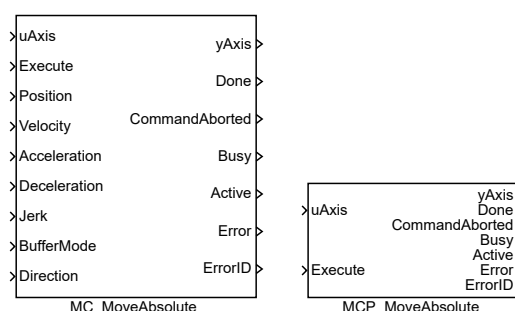 uAxis
Execute
Position
Velocity
Acceleration
Deceleration
Jerk
BufferMode
Direction
yAxis
Done
CommandAborted
Busy
Active
Error
ErrorID
MC_MoveAbsolute
uAxis
Execute
yAxis
Done
CommandAborted
Busy
Active
Error
ErrorID
MCP_MoveAbsolute